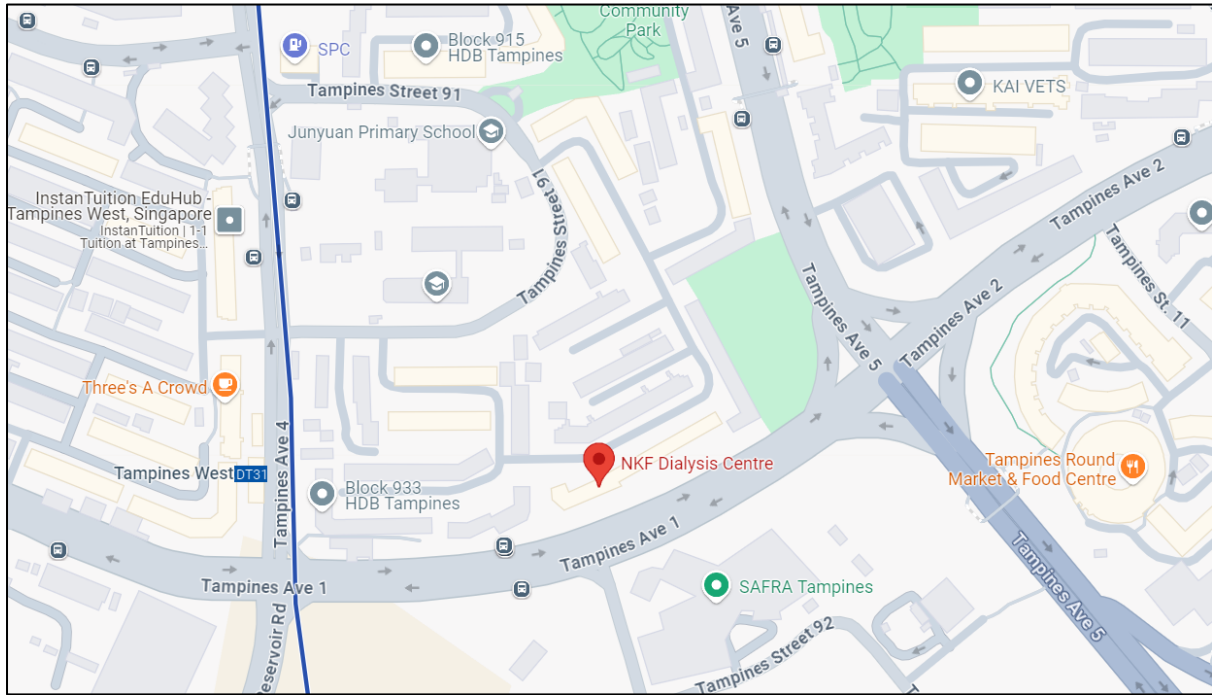 Community
Park
SPC
Block 915
HDB Tampines
Ave 5
KAI VETS
Tampines Street 91
Junyuan Primary School
Tampines Ave 2
InstanTuition EduHub -
Tampines West, Singapore
InstanTuition | 1-1
Tuition at Tampines...
Tampines Street 91
Tampines St. 11
Tampines Ave 5
Tampines Ave 2
Three's A Crowd
Tampines Ave 4
Tampines West
DT31
NKF Dialysis Centre
Block 933
HDB Tampines
Tampines Round
Market & Food Centre
Tampines Ave 1
Tampines Ave 1
SAFRA Tampines
Tampines Ave 5
eservoir Rd
Tampines Street 92